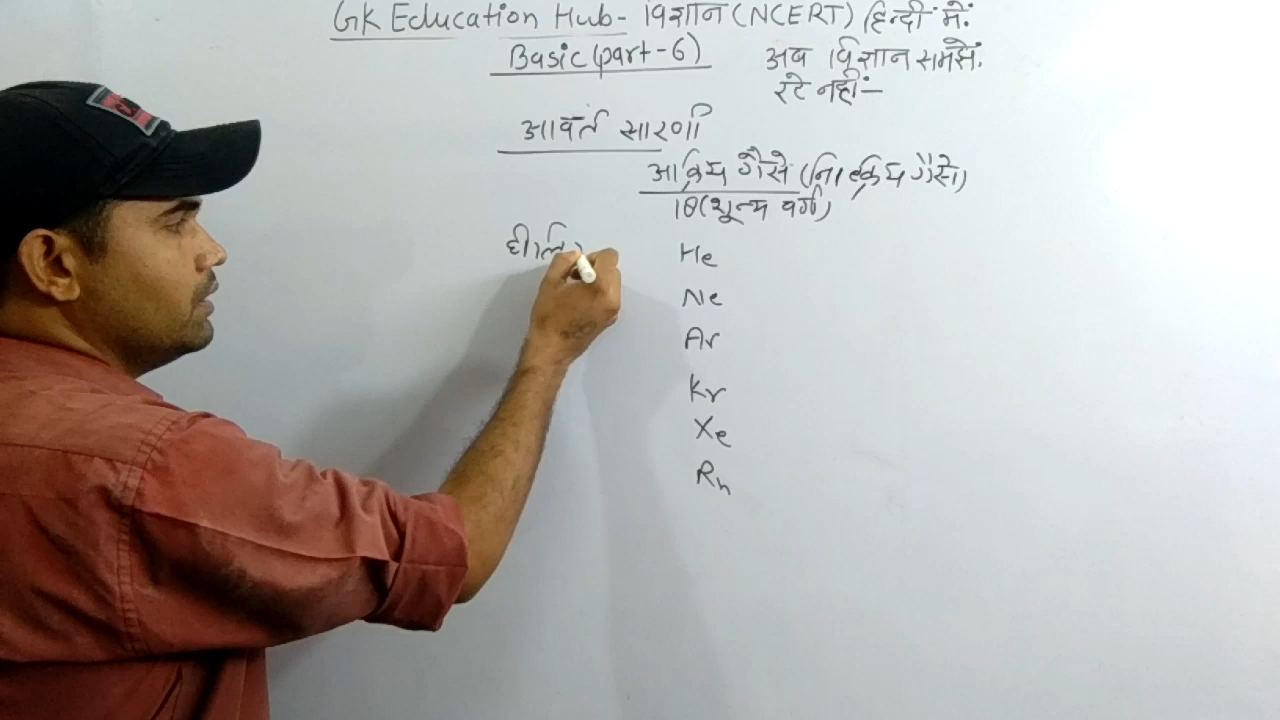 GK Education Hub - विज्ञान (NCERT) हिन्दी में.
Basic (part-6) अब विज्ञान समझें.
रटे नहीं:-
आवर्त सारणी
अक्रिय गैसे (निष्क्रिय गैसे)
18 (शून्य वर्ग)
हीलि He
Ne
Ar
Kr
Xe
Rn